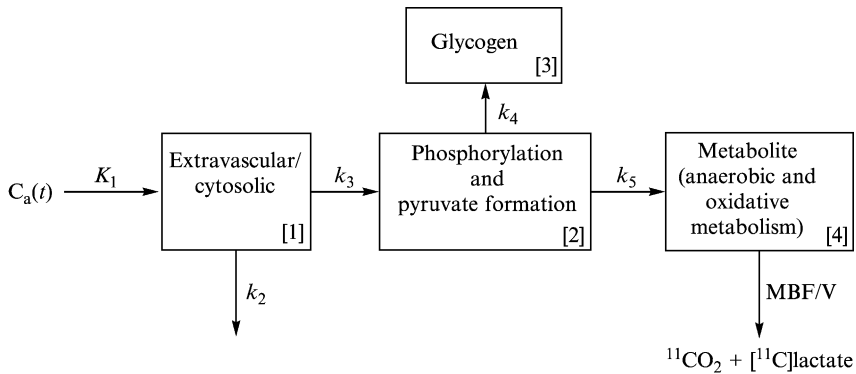 Glycogen
[3]
k4
Extravascular/
cytosolic
[1]
Phosphorylation
and
pyruvate formation
[2]
Metabolite
(anaerobic and
oxidative
metabolism)
[4]
Ca(t)
K1
k3
k5
k2
MBF/V
¹¹CO₂ + [¹¹C]lactate